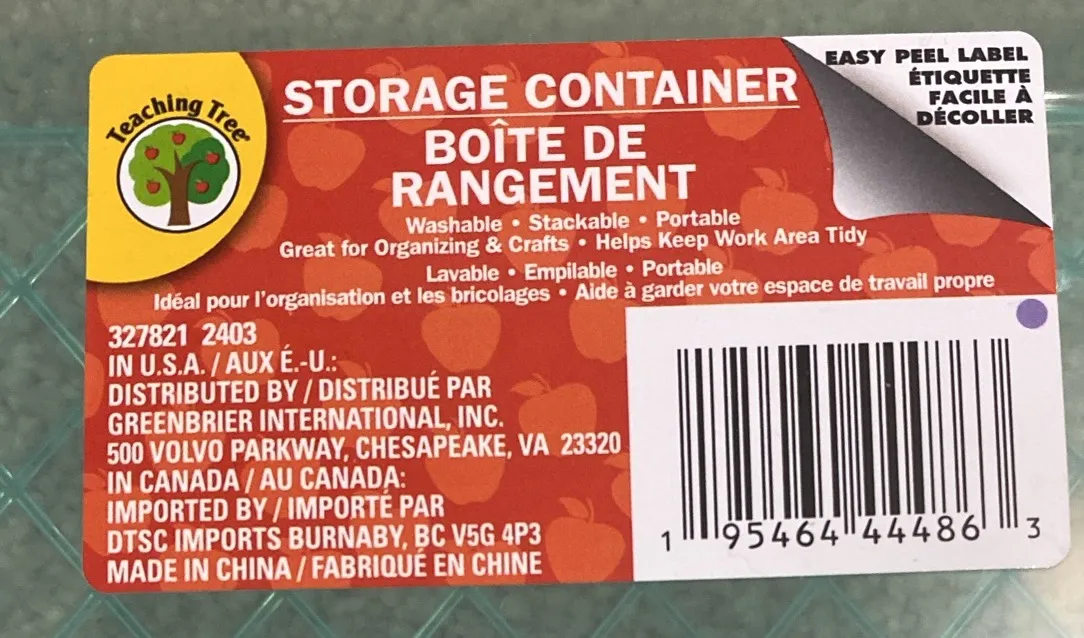 Teaching Tree
STORAGE CONTAINER
BOÎTE DE
RANGEMENT
Washable • Stackable • Portable
Great for Organizing & Crafts • Helps Keep Work Area Tidy
Lavable • Empilable • Portable
Idéal pour l'organisation et les bricolages • Aide à garder votre espace de travail propre
EASY PEEL LABEL
ÉTIQUETTE
FACILE À
DÉCOLLER
327821 2403
IN U.S.A. / AUX É.-U.:
DISTRIBUTED BY / DISTRIBUÉ PAR
GREENBRIER INTERNATIONAL, INC.
500 VOLVO PARKWAY, CHESAPEAKE, VA 23320
IN CANADA / AU CANADA:
IMPORTED BY / IMPORTÉ PAR
DTSC IMPORTS BURNABY, BC V5G 4P3
MADE IN CHINA / FABRIQUÉ EN CHINE
1 95464 44486 3